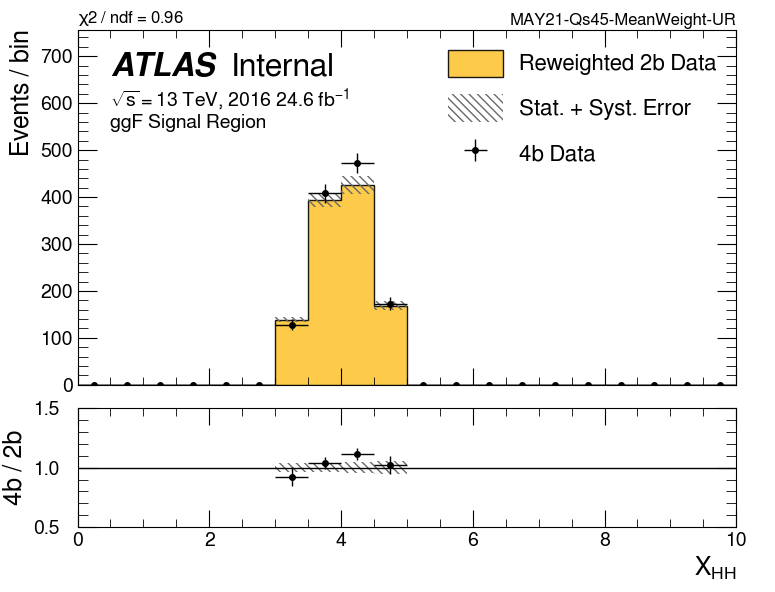 χ2 / ndf = 0.96
MAY21-Qs45-MeanWeight-UR
ATLAS Internal
√s = 13 TeV, 2016 24.6 fb−1
ggF Signal Region
Reweighted 2b Data
Stat. + Syst. Error
4b Data
Events / bin
700
600
500
400
300
200
100
0
4b / 2b
1.5
1.0
0.5
0 2 4 6 8 10
XHH